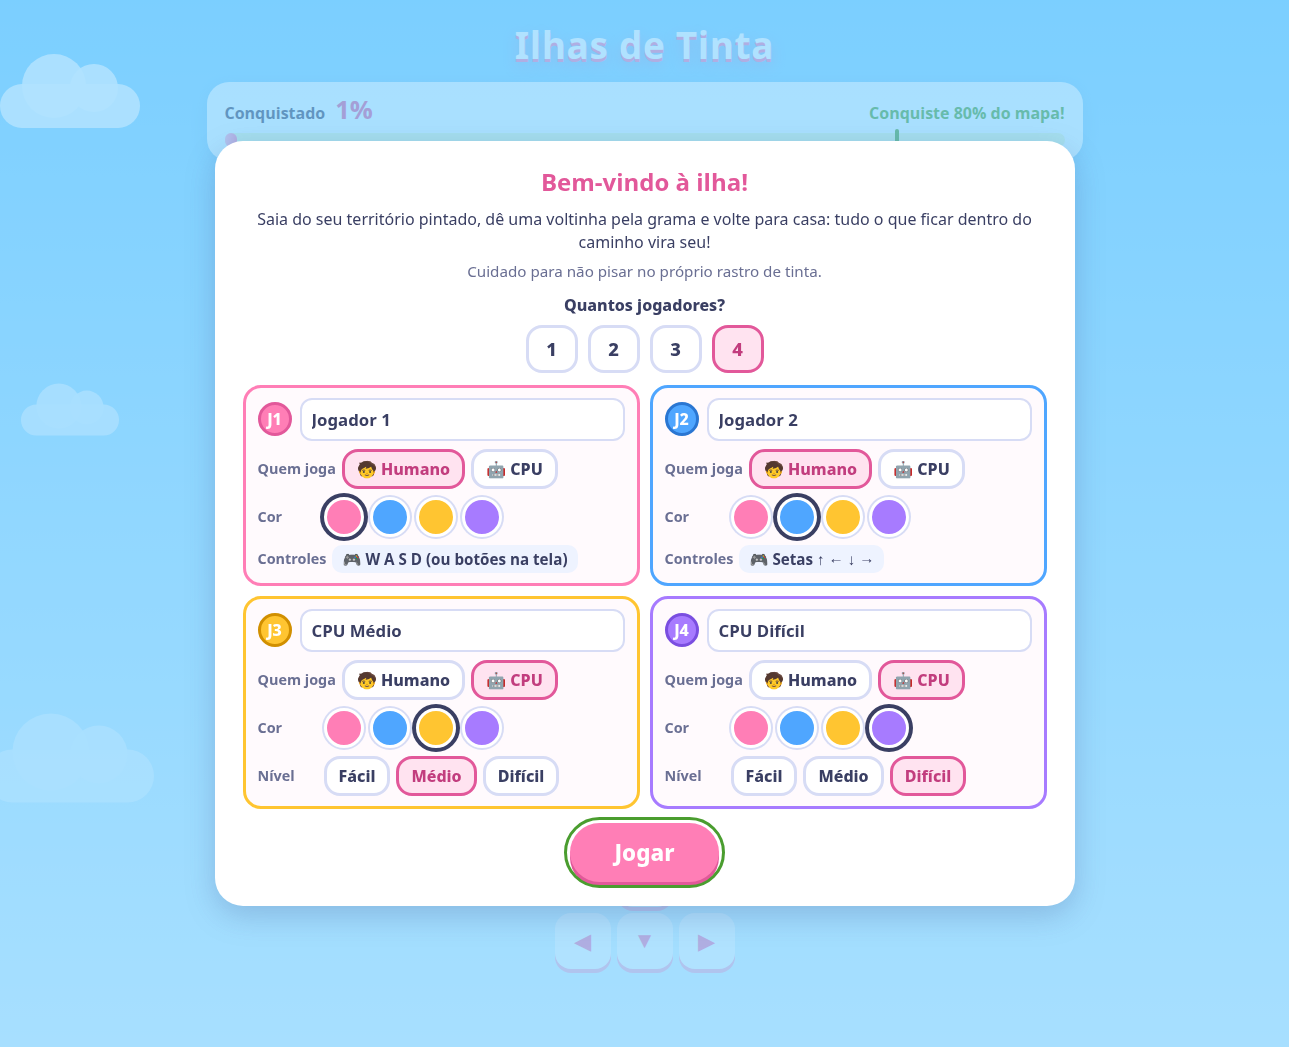 Ilhas de Tinta
Conquistado 1%
Conquiste 80% do mapa!
Bem-vindo à ilha!
Saia do seu território pintado, dê uma voltinha pela grama e volte para casa: tudo o que ficar dentro do
caminho vira seu!
Cuidado para não pisar no próprio rastro de tinta.
Quantos jogadores?
1 2 3 4
J1 Jogador 1
Quem joga 🧒 Humano 🤖 CPU
Cor
Controles 🎮 W A S D (ou botões na tela)
J2 Jogador 2
Quem joga 🧒 Humano 🤖 CPU
Cor
Controles 🎮 Setas ↑ ← ↓ →
J3 CPU Médio
Quem joga 🧒 Humano 🤖 CPU
Cor
Nível Fácil Médio Difícil
J4 CPU Difícil
Quem joga 🧒 Humano 🤖 CPU
Cor
Nível Fácil Médio Difícil
Jogar
◀ ▼ ▶